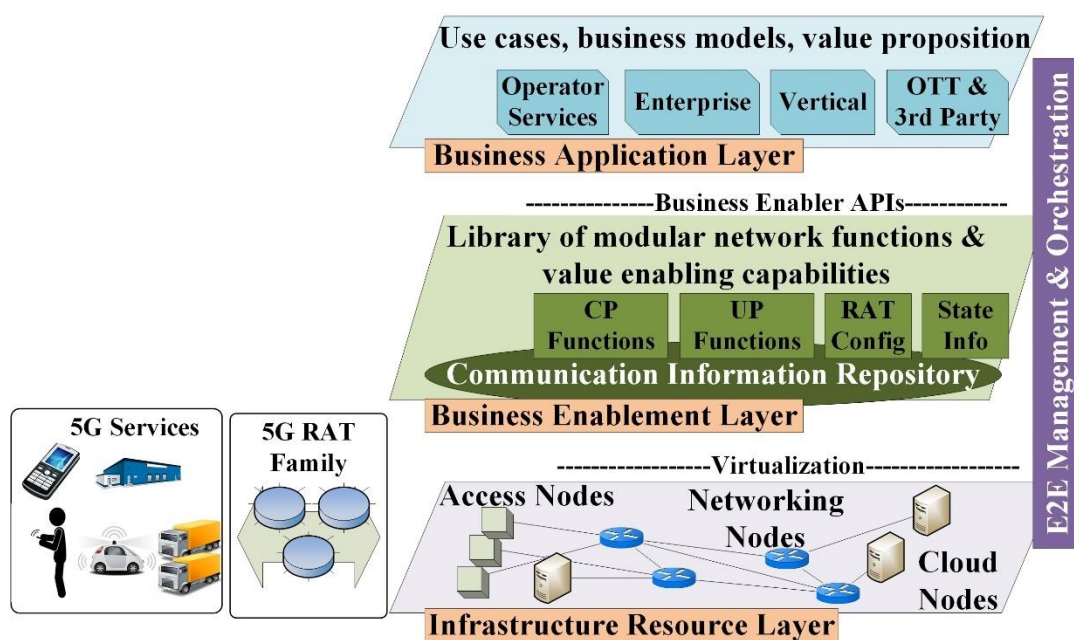 Use cases, business models, value proposition
Operator
Services
Enterprise
Vertical
OTT &
3rd Party
Business Application Layer
---------------Business Enabler APIs------------
Library of modular network functions &
value enabling capabilities
CP
Functions
UP
Functions
RAT
Config
State
Info
Communication Information Repository
Business Enablement Layer
5G Services
5G RAT
Family
------------------Virtualization------------------
Access Nodes
Networking
Nodes
Cloud
Nodes
Infrastructure Resource Layer
E2E Management & Orchestration